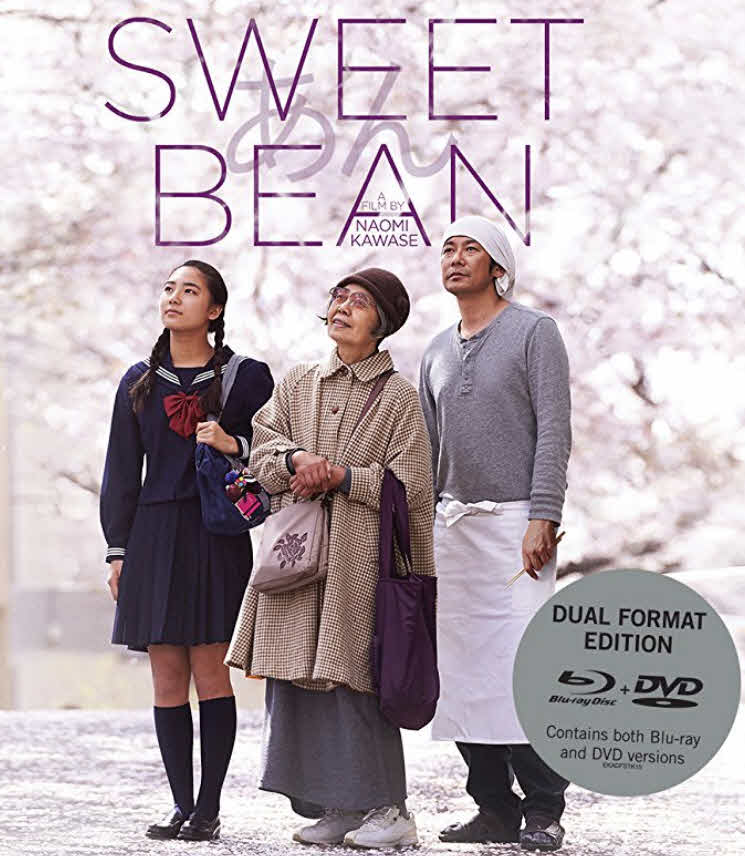 SWEET
あん
BEAN
A
FILM BY
NAOMI
KAWASE
DUAL FORMAT
EDITION
Blu-ray Disc + DVD
Contains both Blu-ray
and DVD versions